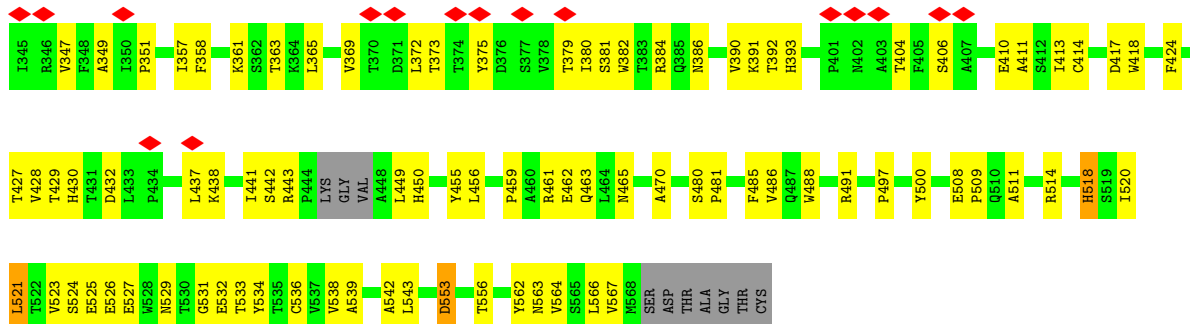 I345 R346 V347 F348 A349 I350 P351 I357 F358 K361 S362 T363 K364 L365 V369 T370 D371 L372 T373 T374 Y375 D376 S377 V378 T379 I380 S381 W382 T383 R384 Q385 N386 V390 K391 T392 H393 P401 N402 A403 T404 F405 S406 A407 E410 A411 S412 I413 C414 D417 W418 F424
T427 V428 T429 H430 T431 D432 L433 P434 L437 K438 I441 S442 R443 P444 LYS GLY VAL A448 L449 H450 Y455 L456 P459 A460 R461 E462 Q463 L464 N465 A470 S480 P481 F485 V486 Q487 W488 R491 P497 Y500 E508 P509 Q510 A511 R514 H518 S519 I520
L521 T522 V523 S524 E525 E526 E527 W528 N529 T530 G531 E532 T533 Y534 T535 C536 V537 V538 A539 A542 L543 D553 T556 Y562 N563 V564 S565 L566 V567 M568 SER ASP THR ALA GLY THR CYS